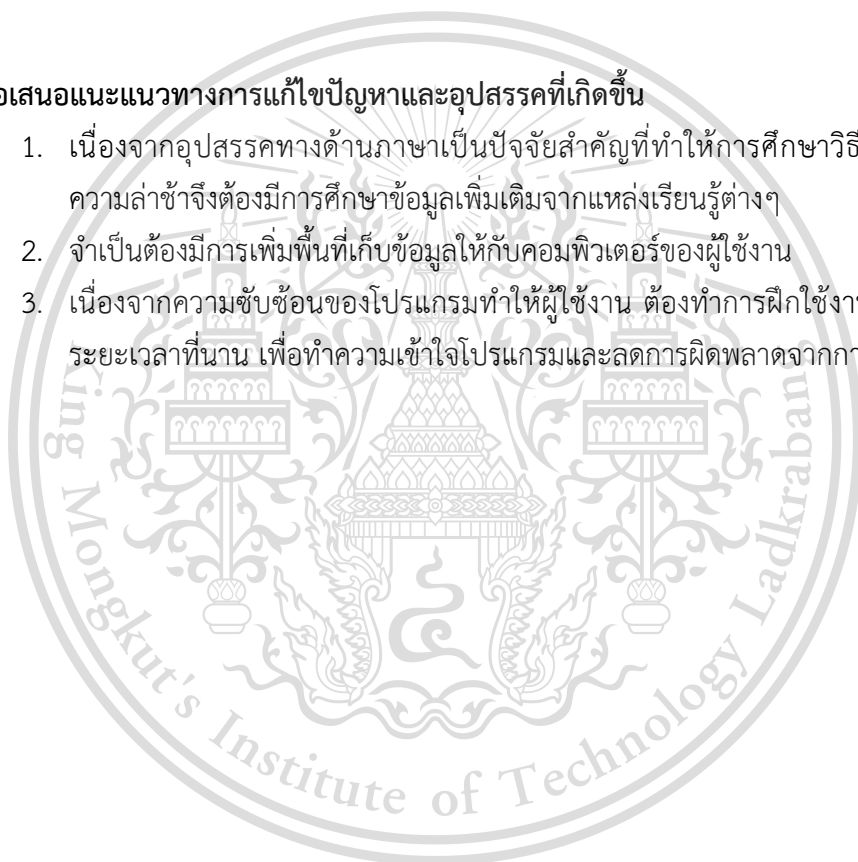 อเสนอแนะแนวทางการแก้ไขปัญหาและอุปสรรคที่เกิดขึ้น
1. เนื่องจากอุปสรรคทางด้านภาษาเป็นปัจจัยสำคัญที่ทำให้การศึกษาวิธี
ความล่าช้าจึงต้องมีการศึกษาข้อมูลเพิ่มเติมจากแหล่งเรียนรู้ต่างๆ
2. จำเป็นต้องมีการเพิ่มพื้นที่เก็บข้อมูลให้กับคอมพิวเตอร์ของผู้ใช้งาน
3. เนื่องจากความซับซ้อนของโปรแกรมทำให้ผู้ใช้งาน ต้องทำการฝึกใช้งา
ระยะเวลาที่นาน เพื่อทำความเข้าใจโปรแกรมและลดการผิดพลาดจากกา
King Mongkut's Institute of Technology Ladkrabang